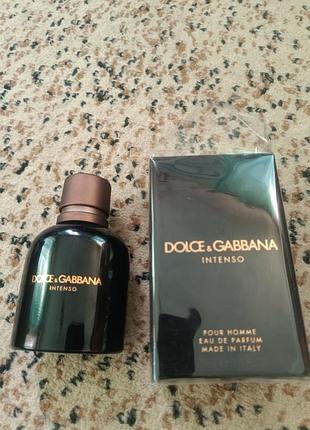 DOLCE & GABBANA
INTENSO
DOLCE & GABBANA
INTENSO
POUR HOMME
EAU DE PARFUM
MADE IN ITALY